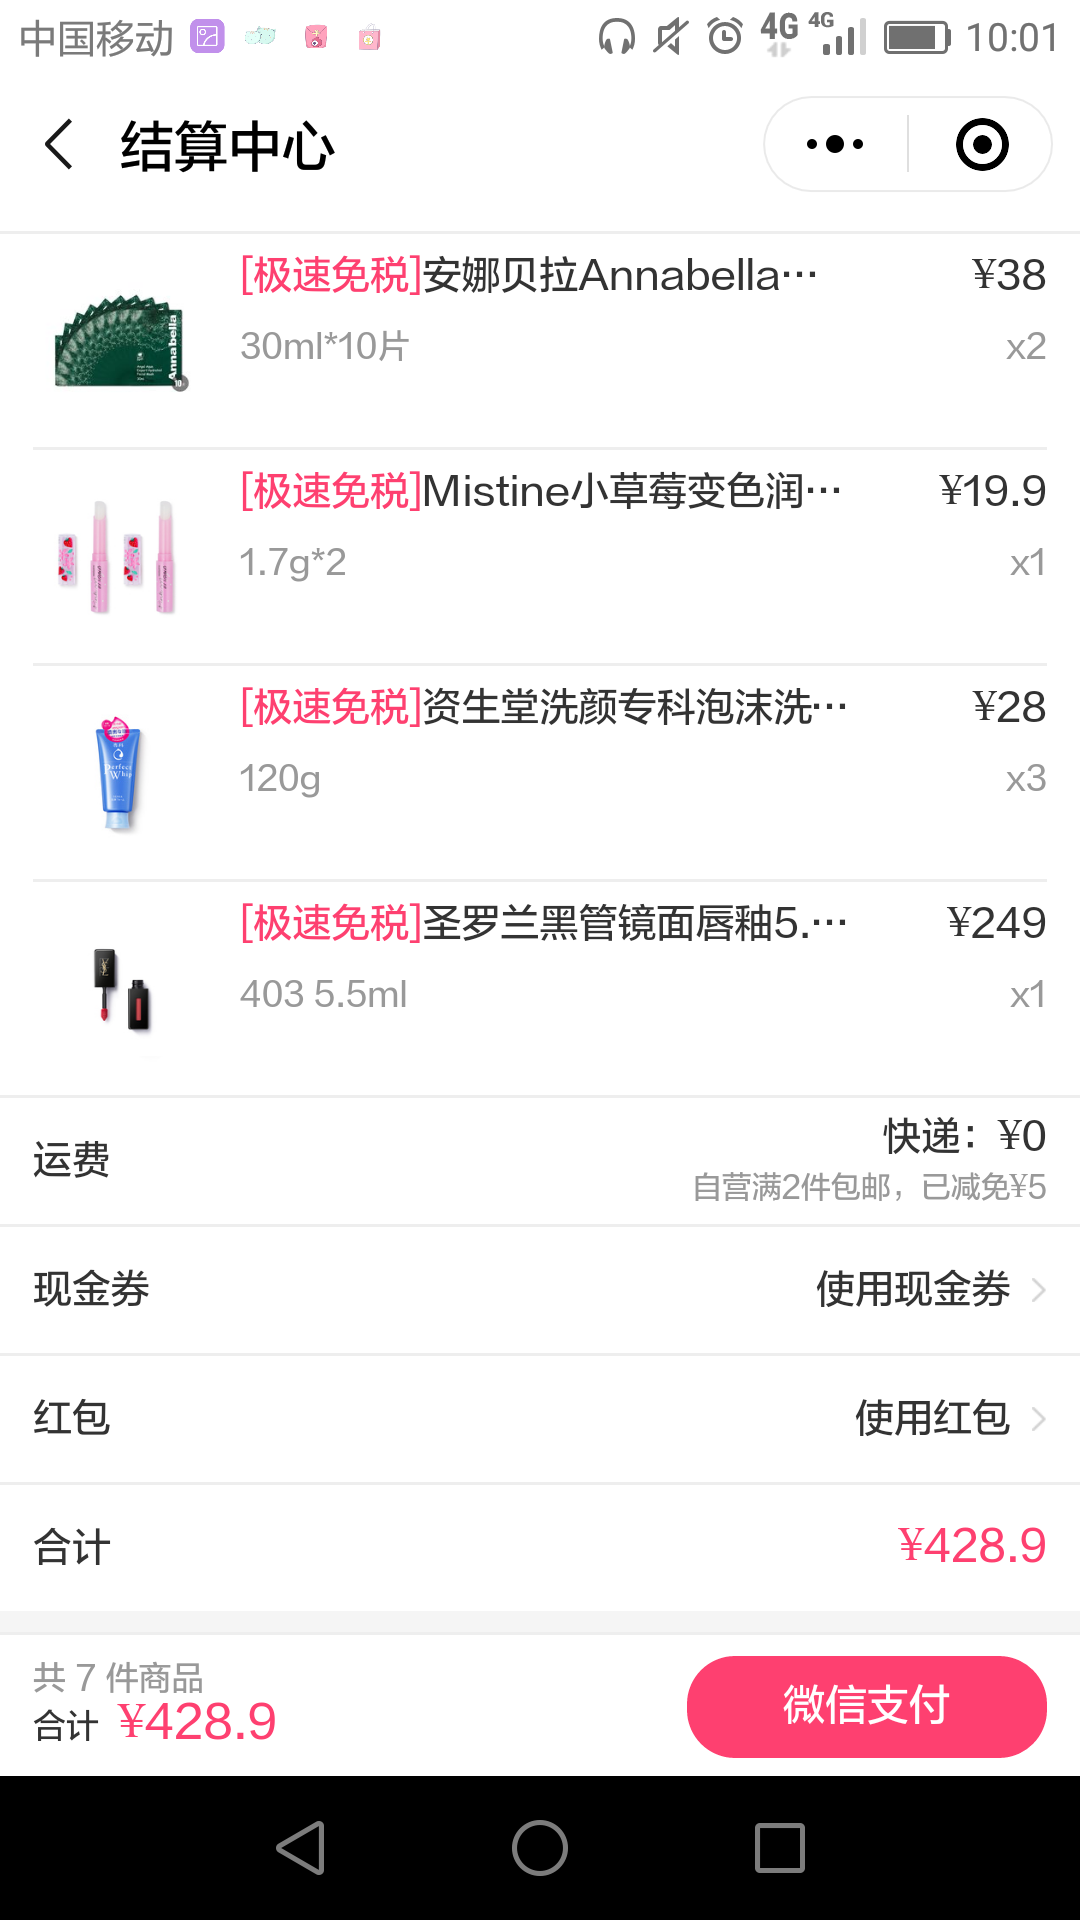 中国移动 4G 4G 10:01
结算中心
[极速免税]安娜贝拉Annabella… ¥38
30ml*10片 x2
Annabella
[极速免税]Mistine小草莓变色润… ¥19.9
1.7g*2 x1
[极速免税]资生堂洗颜专科泡沫洗… ¥28
120g x3
Perfect
Whip
[极速免税]圣罗兰黑管镜面唇釉5.… ¥249
403 5.5ml x1
运费 快递：¥0
自营满2件包邮，已减免¥5
现金券 使用现金券
红包 使用红包
合计 ¥428.9
共 7 件商品
合计 ¥428.9
微信支付